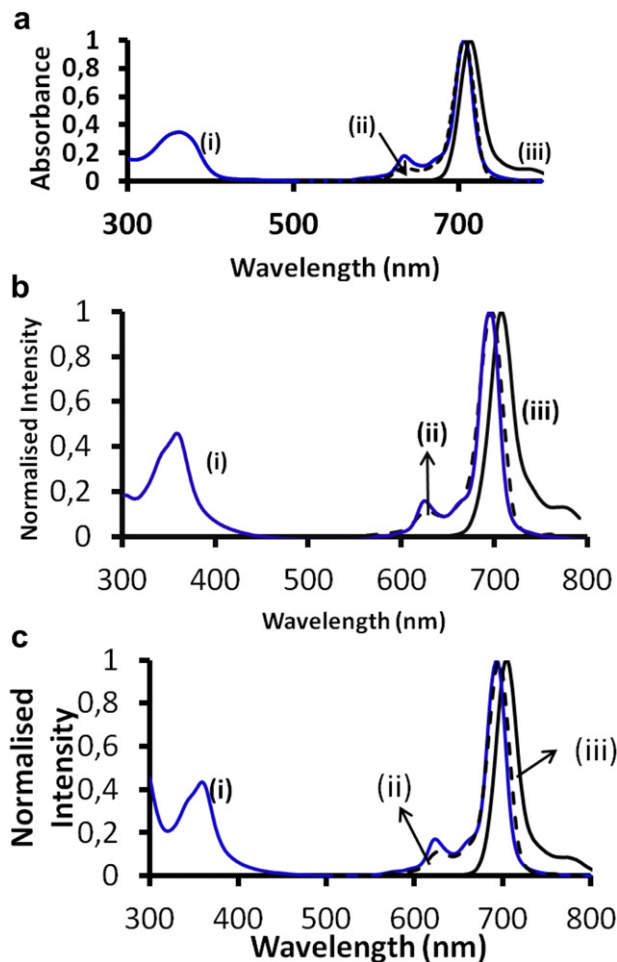 a
Absorbance
1
0,8
0,6
0,4
0,2
0
(i)
(ii)
(iii)
300 500 700
Wavelength (nm)
b
Normalised Intensity
1
0,8
0,6
0,4
0,2
0
(i)
(ii)
(iii)
300 400 500 600 700 800
Wavelength (nm)
c
Normalised
Intensity
1
0,8
0,6
0,4
0,2
0
(i)
(ii)
(iii)
300 400 500 600 700 800
Wavelength (nm)